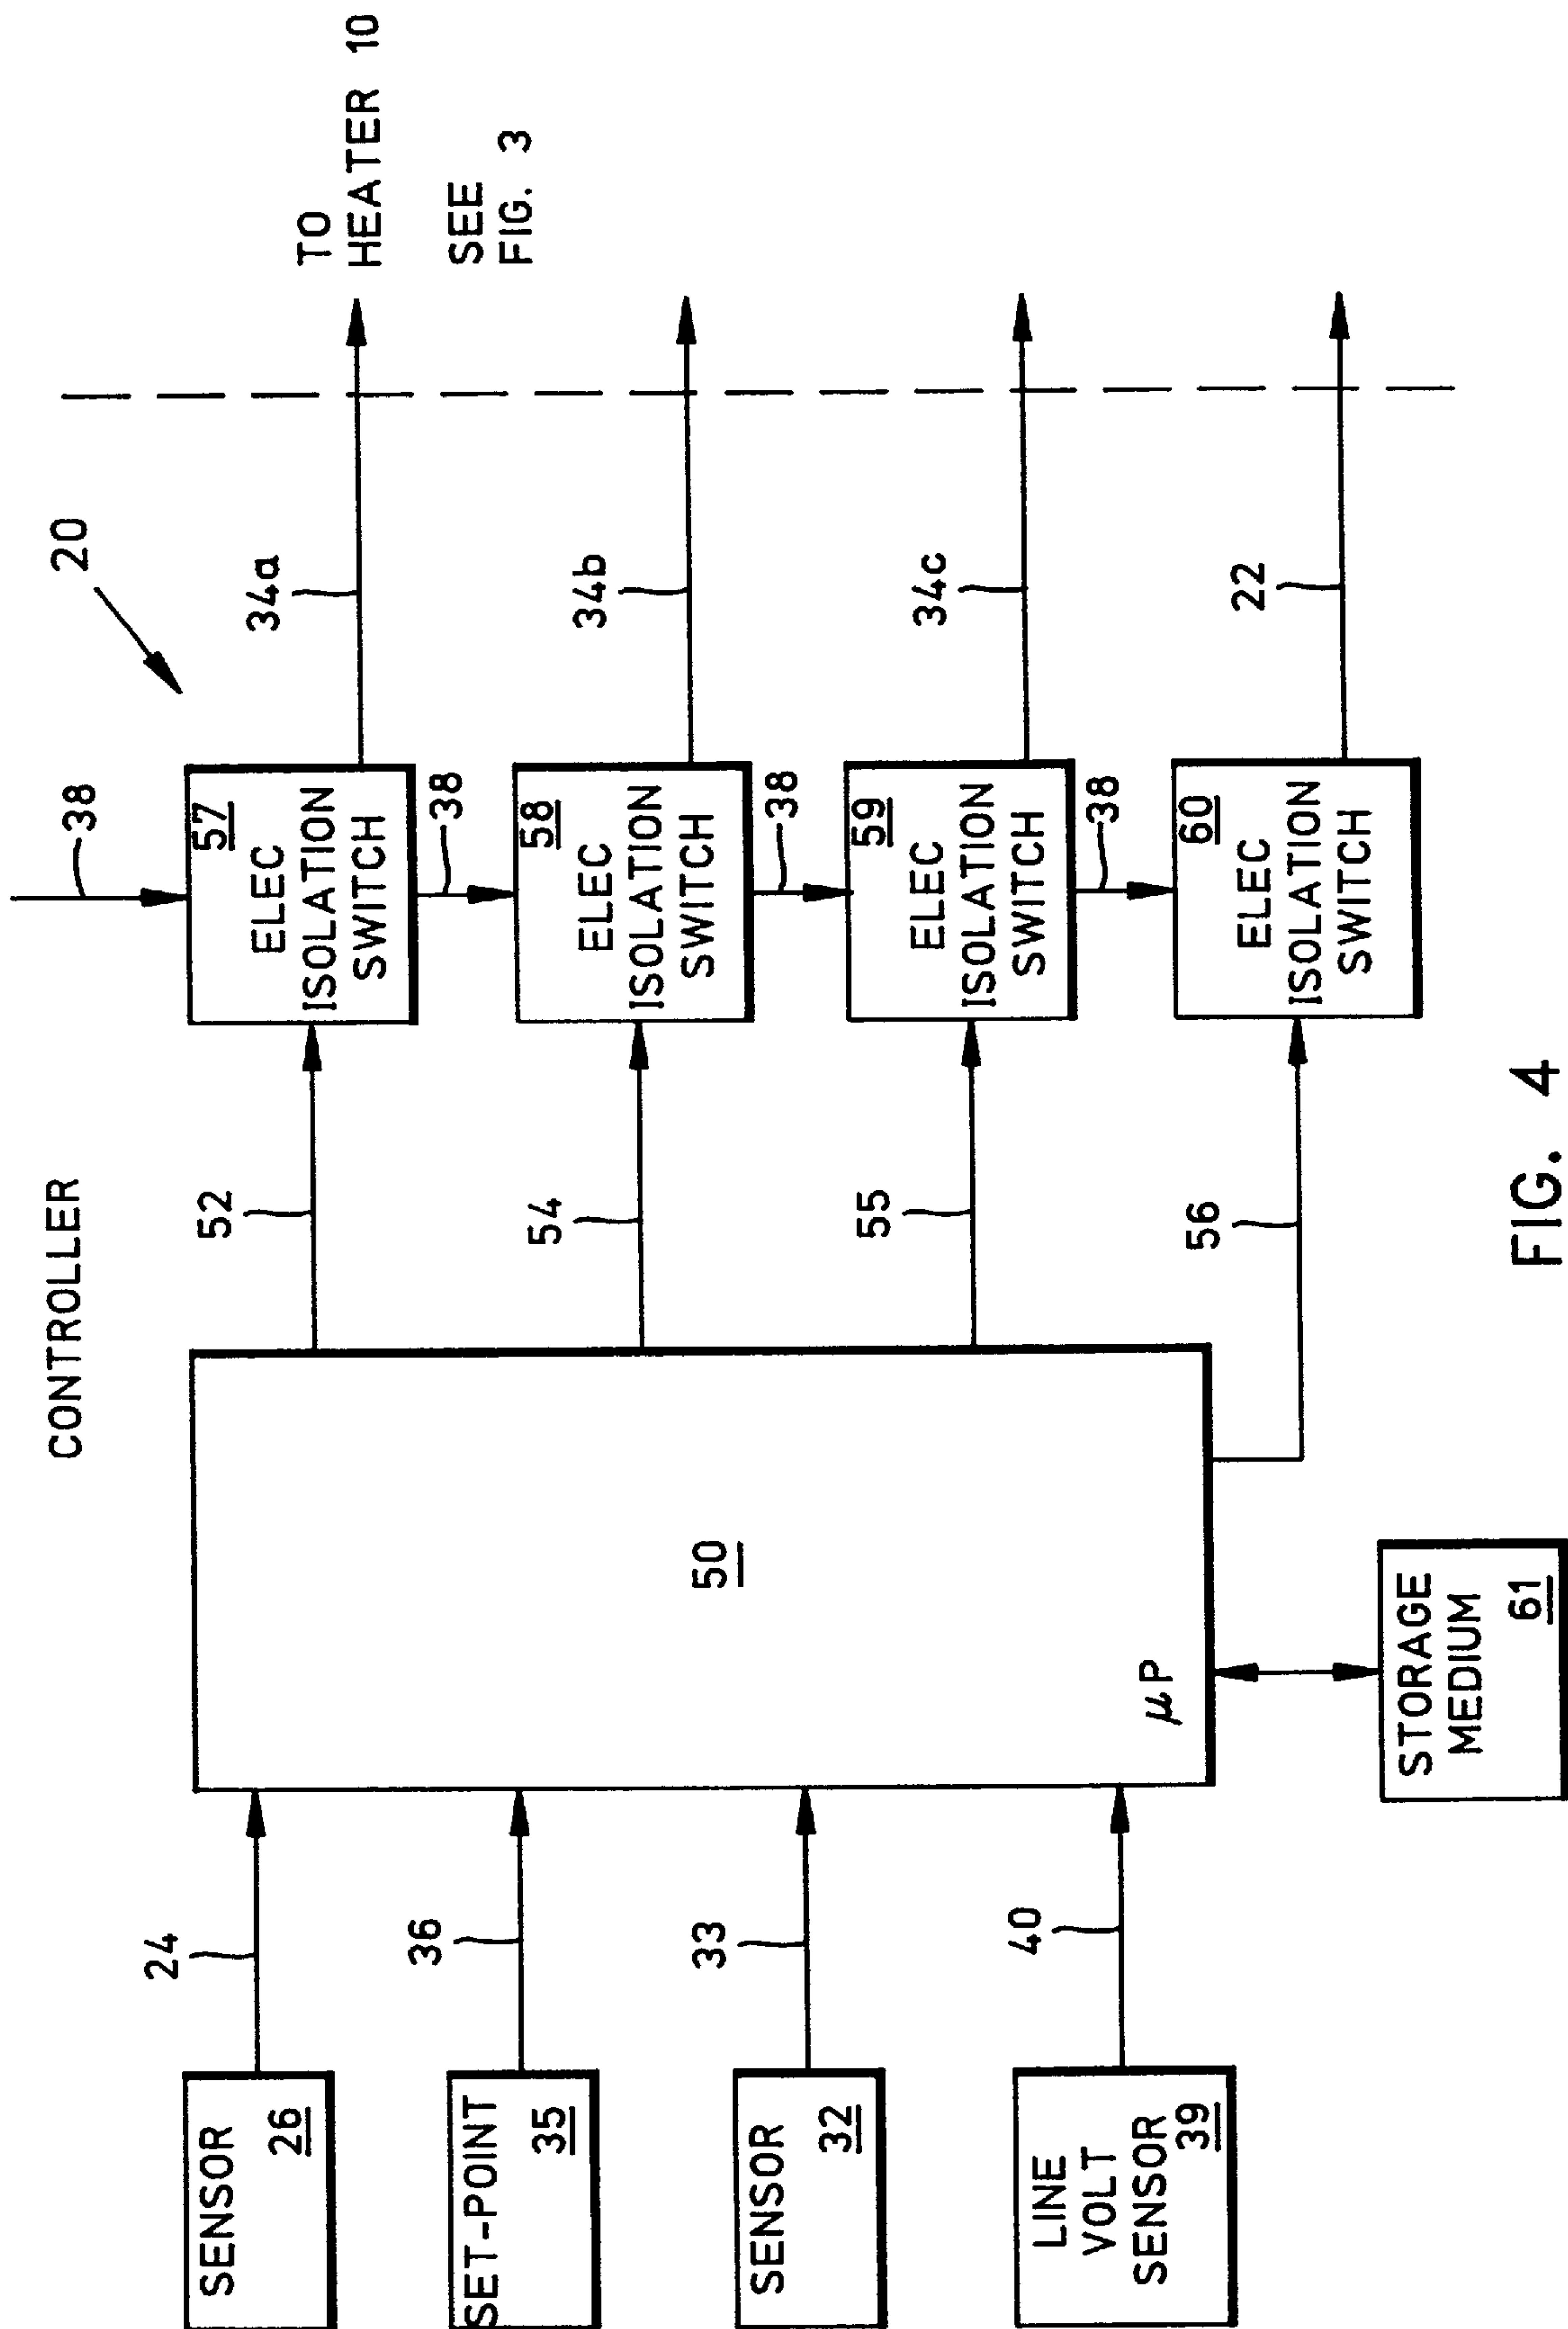 CONTROLLER
20
38
TO
HEATER 10
SEE
FIG. 3
SENSOR
26
24
SET-POINT
35
36
SENSOR
32
33
LINE
VOLT
SENSOR
39
40
50
μP
STORAGE
MEDIUM
61
52
54
55
56
57
ELEC
ISOLATION
SWITCH
34a
38
58
ELEC
ISOLATION
SWITCH
34b
38
59
ELEC
ISOLATION
SWITCH
34c
38
60
ELEC
ISOLATION
SWITCH
22
FIG. 4